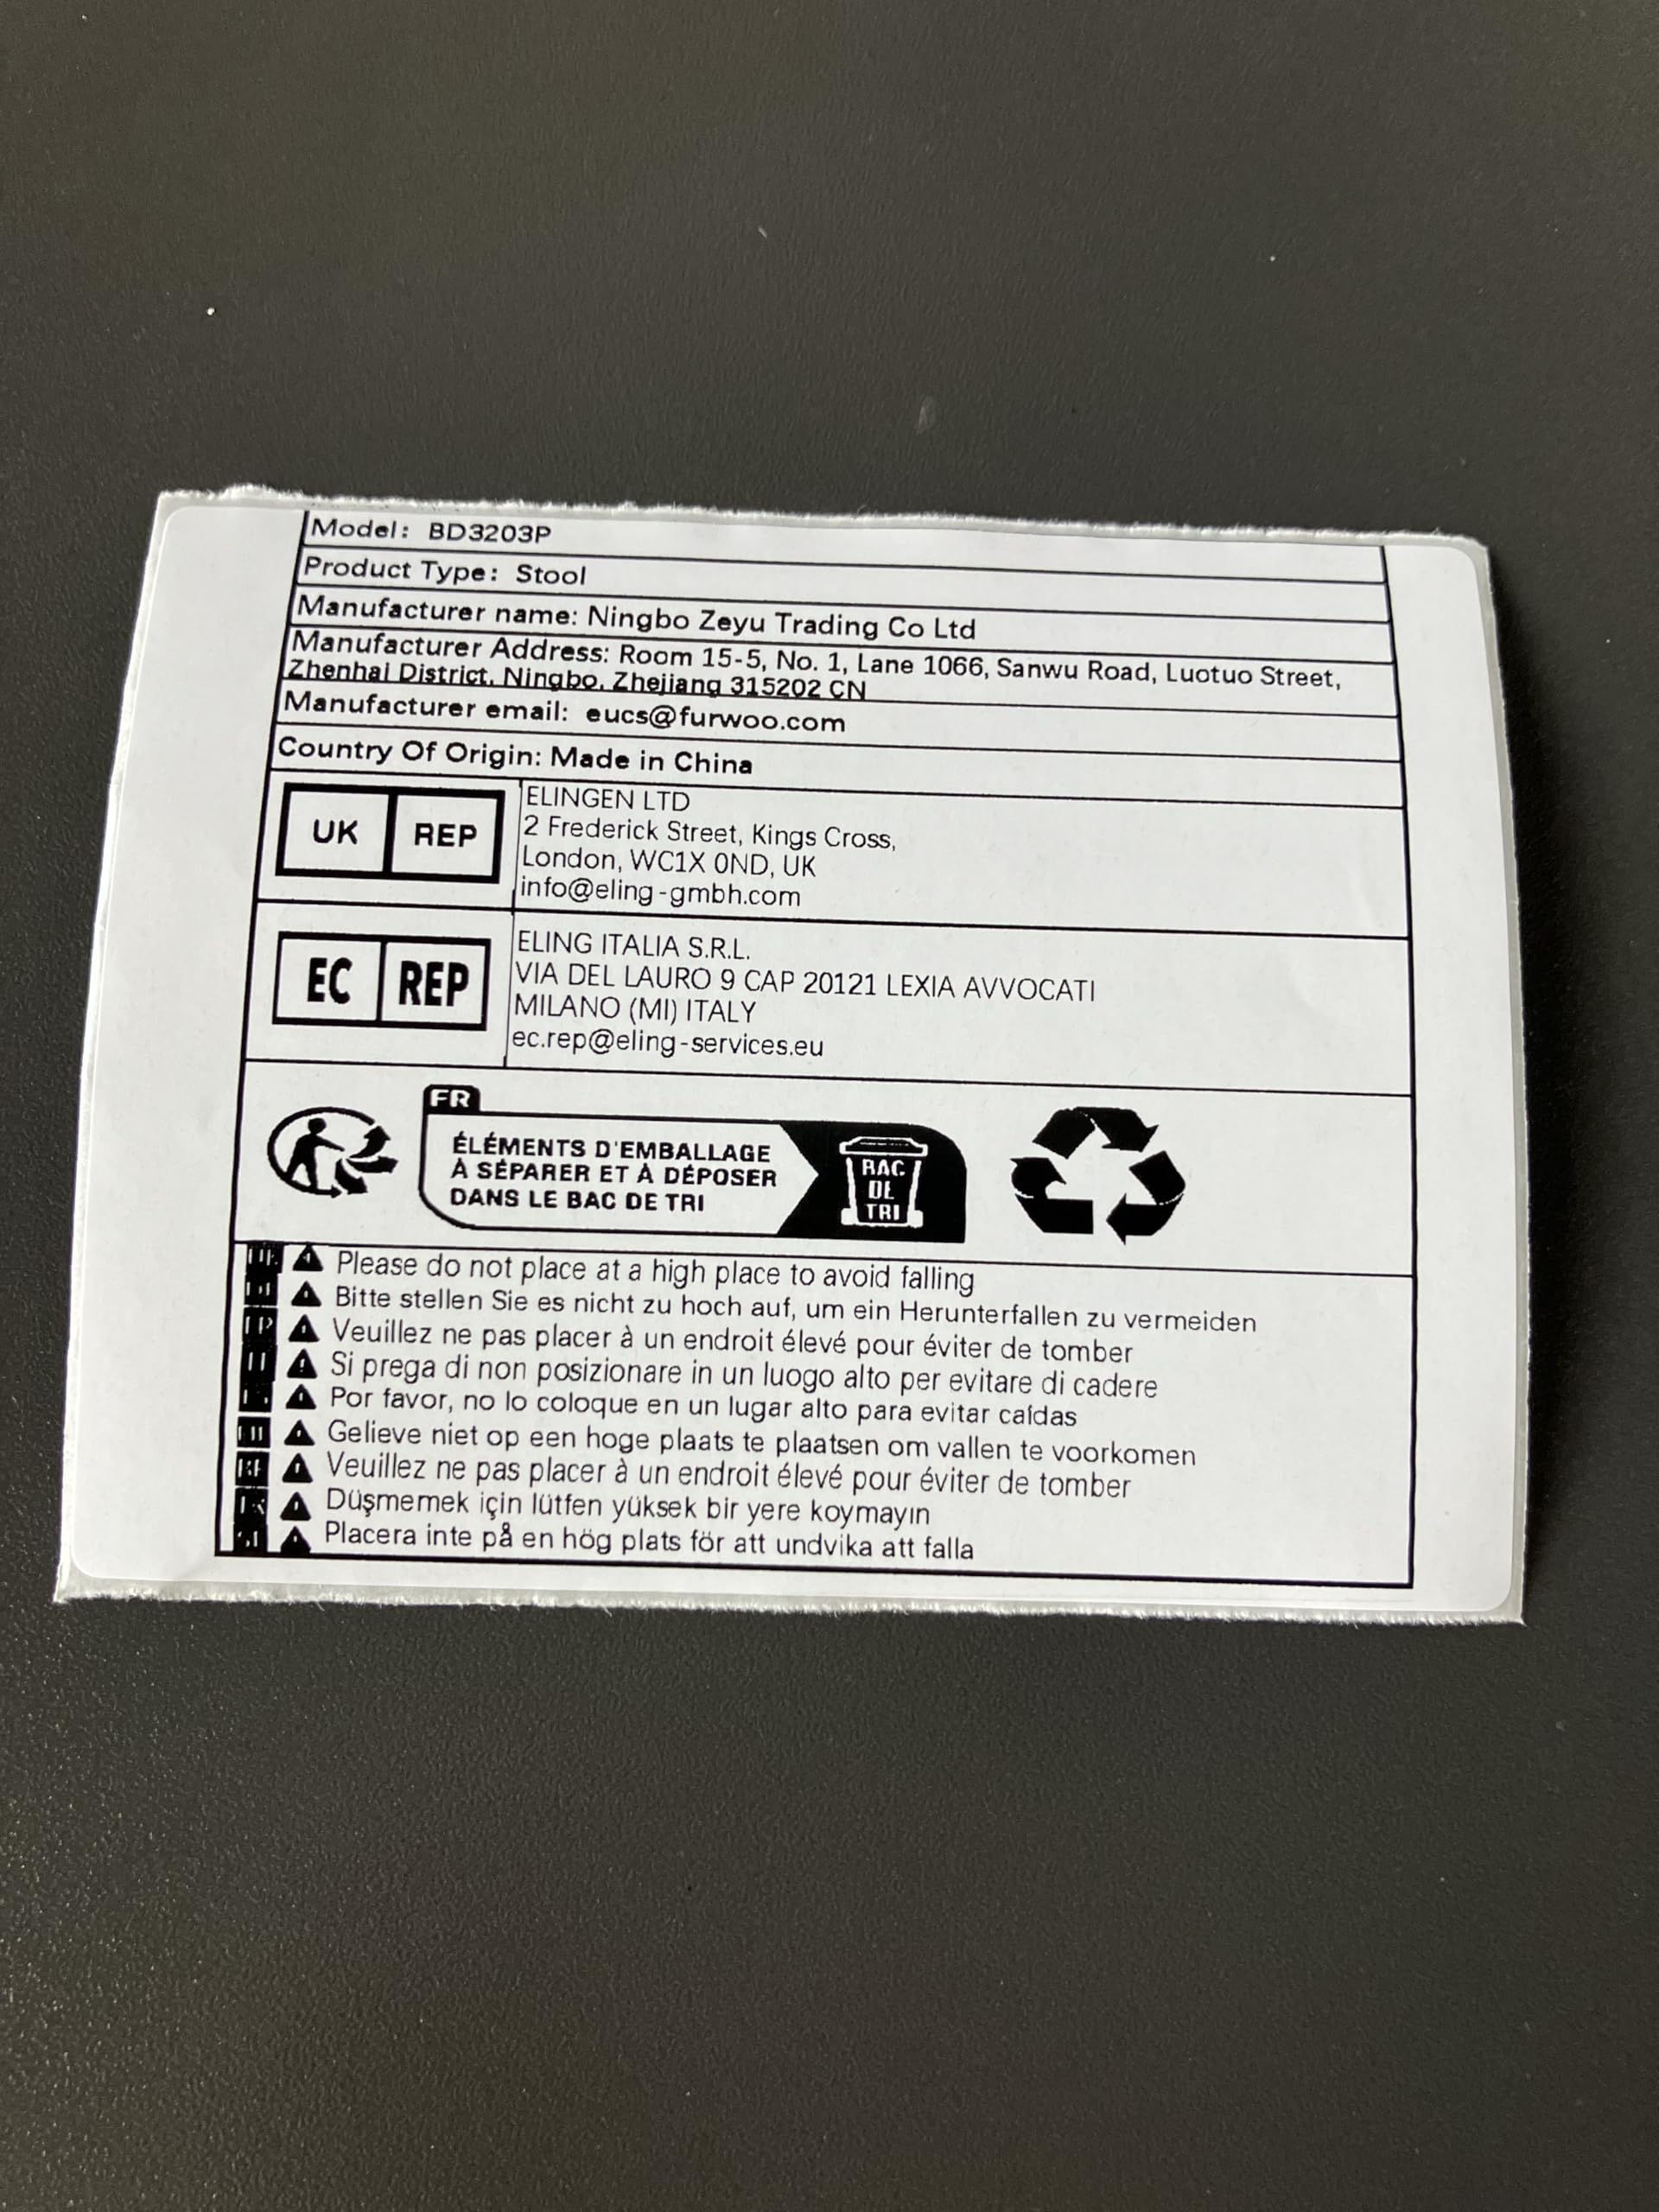 Model: BD3203P
Product Type: Stool
Manufacturer name: Ningbo Zeyu Trading Co Ltd
Manufacturer Address: Room 15-5, No. 1, Lane 1066, Sanwu Road, Luotuo Street,
Zhenhai District, Ningbo, Zhejiang 315202 CN
Manufacturer email: eucs@furwoo.com
Country Of Origin: Made in China
UK REP
ELINGEN LTD
2 Frederick Street, Kings Cross,
London, WC1X 0ND, UK
info@eling-gmbh.com
EC REP
ELING ITALIA S.R.L.
VIA DEL LAURO 9 CAP 20121 LEXIA AVVOCATI
MILANO (MI) ITALY
ec.rep@eling-services.eu
FR
ÉLÉMENTS D'EMBALLAGE
À SÉPARER ET À DÉPOSER
DANS LE BAC DE TRI
BAC
DE
TRI
Please do not place at a high place to avoid falling
Bitte stellen Sie es nicht zu hoch auf, um ein Herunterfallen zu vermeiden
Veuillez ne pas placer à un endroit élevé pour éviter de tomber
Si prega di non posizionare in un luogo alto per evitare di cadere
Por favor, no lo coloque en un lugar alto para evitar caídas
Gelieve niet op een hoge plaats te plaatsen om vallen te voorkomen
Veuillez ne pas placer à un endroit élevé pour éviter de tomber
Düşmemek için lütfen yüksek bir yere koymayın
Placera inte på en hög plats för att undvika att falla